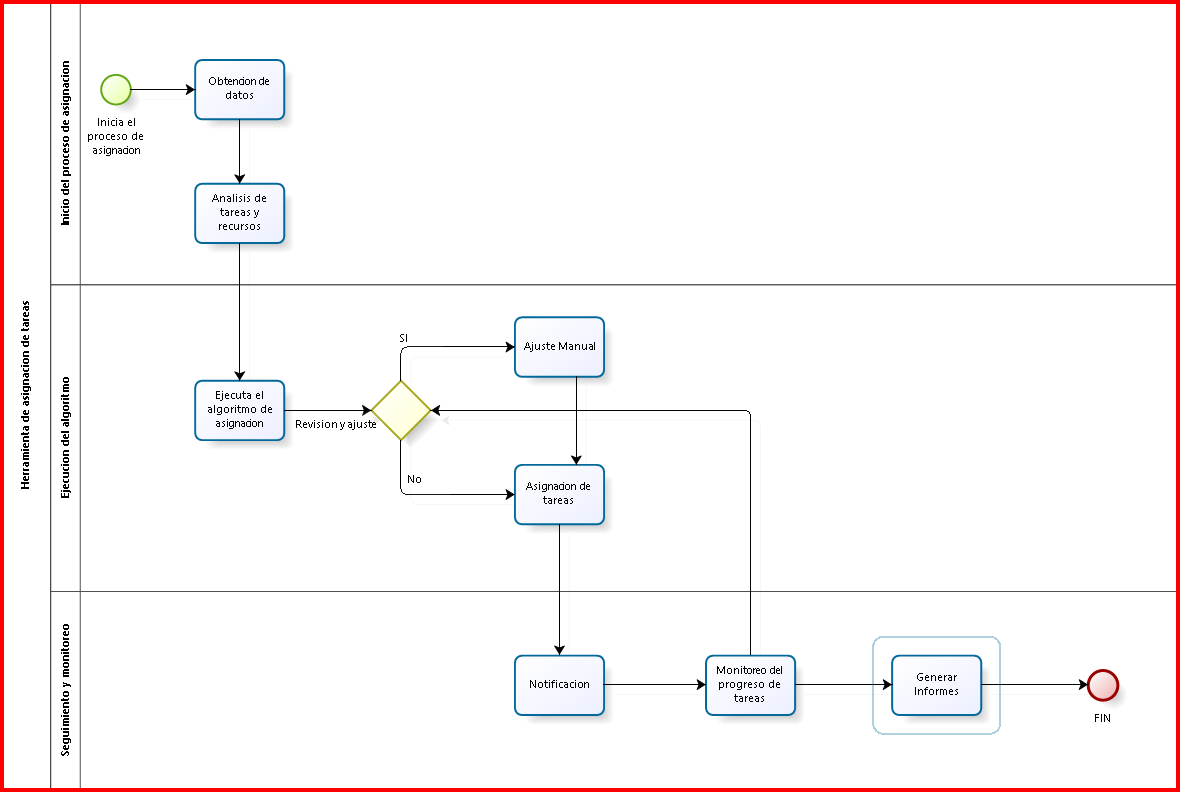 Herramienta de asignacion de tareas
Inicio del proceso de asignacion
Inicia el
proceso de
asignacion
Obtencion de
datos
Analisis de
tareas y
recursos
Ejecucion del algoritmo
Ejecuta el
algoritmo de
asignacion
Revision y ajuste
SI
Ajuste Manual
No
Asignacion de
tareas
Seguimiento y monitoreo
Notificacion
Monitoreo del
progreso de
tareas
Generar
Informes
FIN